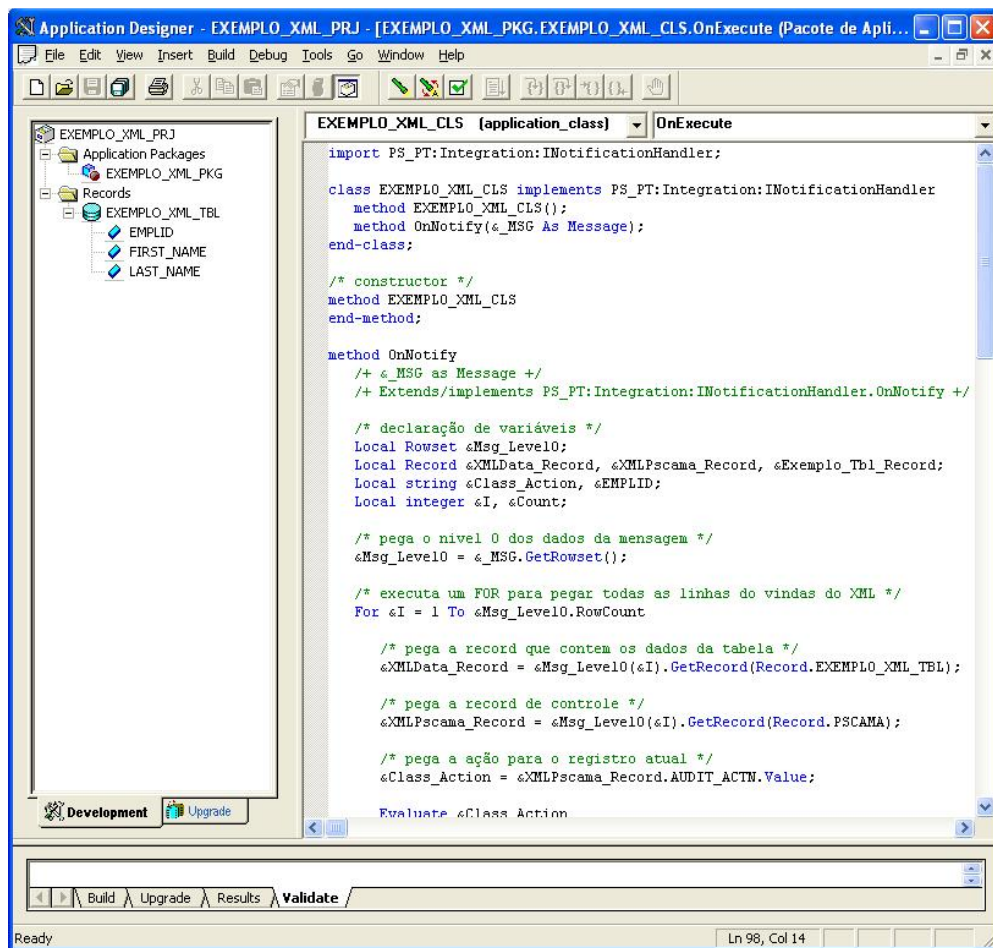 Application Designer - EXEMPLO_XML_PRJ - [EXEMPLO_XML_PKG.EXEMPLO_XML_CLS.OnExecute (Pacote de Apli...
File Edit View Insert Build Debug Tools Go Window Help
EXEMPLO_XML_PRJ
Application Packages
EXEMPLO_XML_PKG
Records
EXEMPLO_XML_TBL
EMPLID
FIRST_NAME
LAST_NAME
Development Upgrade
EXEMPLO_XML_CLS (application_class) OnExecute
import PS_PT:Integration:INotificationHandler;
class EXEMPLO_XML_CLS implements PS_PT:Integration:INotificationHandler
method EXEMPLO_XML_CLS();
method OnNotify(&_MSG As Message);
end-class;
/* constructor */
method EXEMPLO_XML_CLS
end-method;
method OnNotify
/+ &_MSG as Message +/
/+ Extends/implements PS_PT:Integration:INotificationHandler.OnNotify +/
/* declaração de variáveis */
Local Rowset &Msg_Level0;
Local Record &XMLData_Record, &XMLPscama_Record, &Exemplo_Tbl_Record;
Local string &Class_Action, &EMPLID;
Local integer &I, &Count;
/* pega o nivel 0 dos dados da mensagem */
&Msg_Level0 = &_MSG.GetRowset();
/* executa um FOR para pegar todas as linhas do vindas do XML */
For &I = 1 To &Msg_Level0.RowCount
/* pega a record que contem os dados da tabela */
&XMLData_Record = &Msg_Level0(&I).GetRecord(Record.EXEMPLO_XML_TBL);
/* pega a record de controle */
&XMLPscama_Record = &Msg_Level0(&I).GetRecord(Record.PSCAMA);
/* pega a ação para o registro atual */
&Class_Action = &XMLPscama_Record.AUDIT_ACTN.Value;
Evaluate &Class_Action
Build Upgrade Results Validate
Ready Ln 98, Col 14